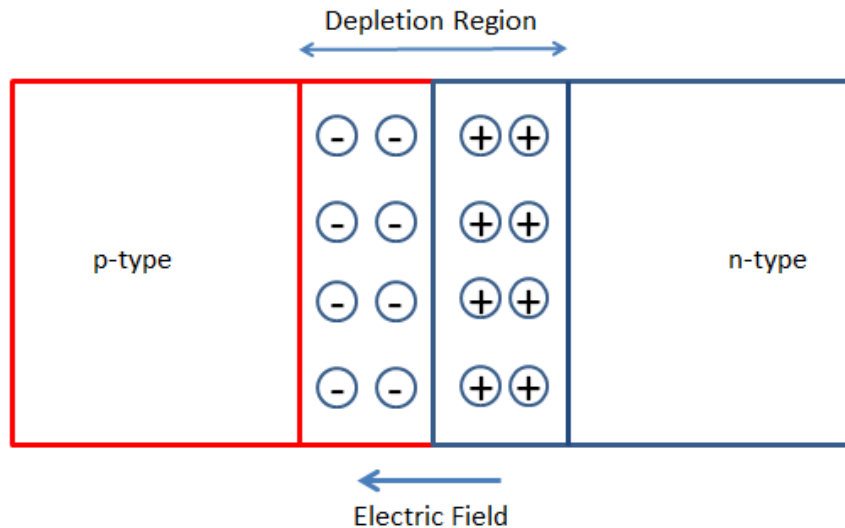 Depletion Region
- - + +
- - + +
p-type
n-type
- - + +
- - + +
Electric Field